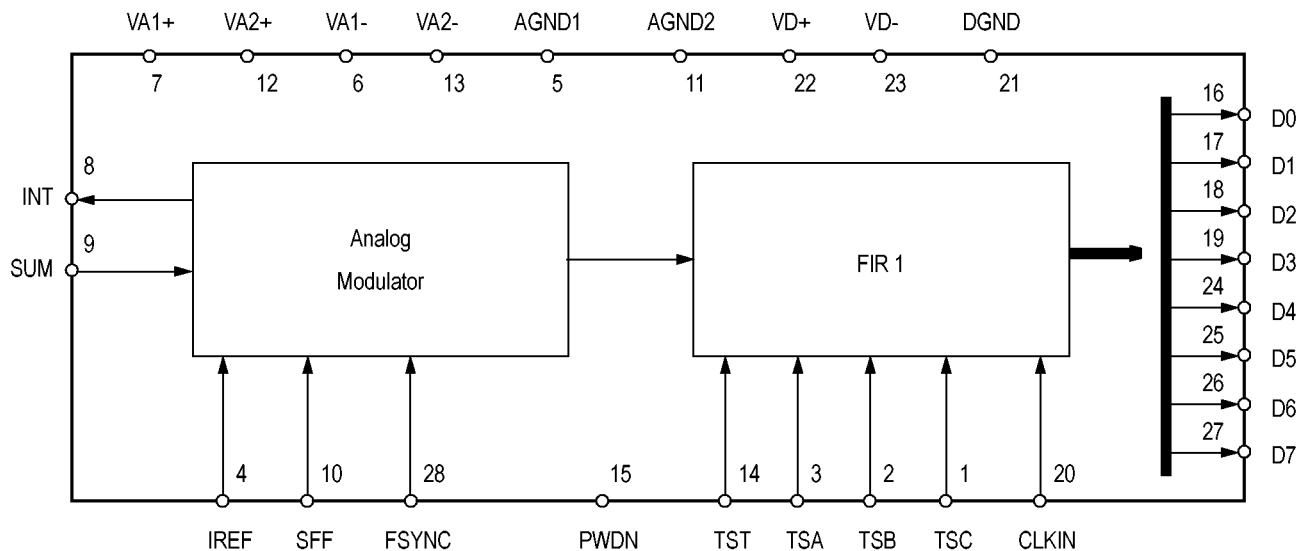 VA1+ VA2+ VA1- VA2- AGND1 AGND2 VD+ VD- DGND
7 12 6 13 5 11 22 23 21
16
D0
17
D1
8
INT
18
D2
9
SUM
Analog
Modulator
FIR 1
19
D3
24
D4
25
D5
26
D6
27
D7
4 10 28 15 14 3 2 1 20
IREF SFF FSYNC PWDN TST TSA TSB TSC CLKIN